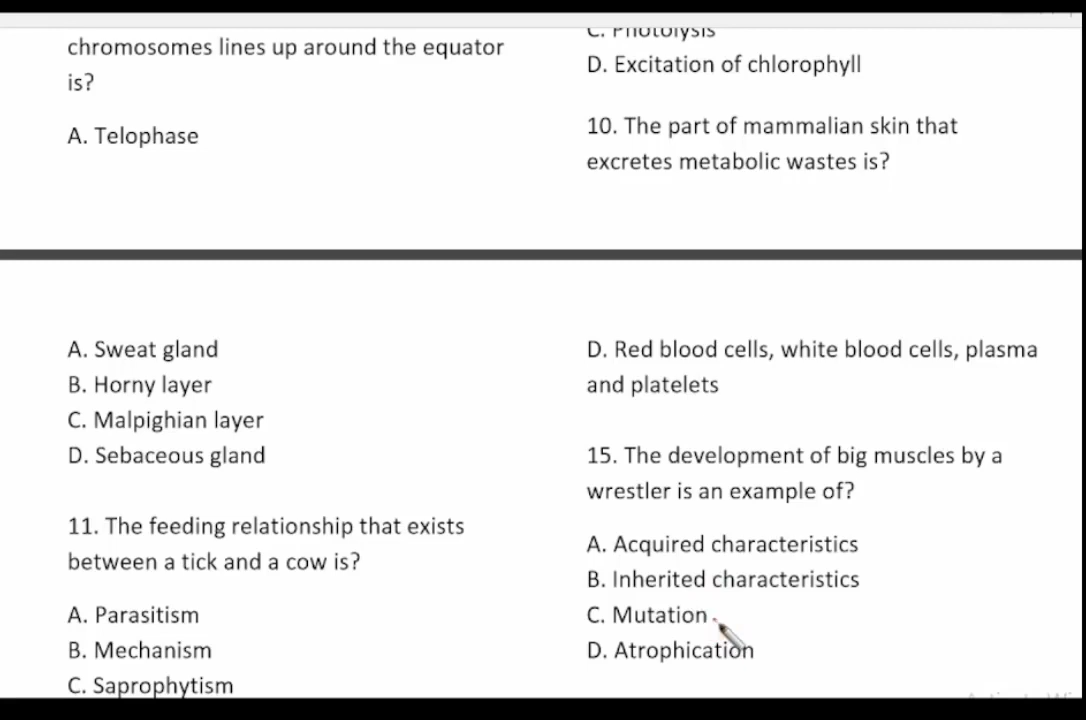 chromosomes lines up around the equator
is?
A. Telophase
C. Photolysis
D. Excitation of chlorophyll
10. The part of mammalian skin that
excretes metabolic wastes is?
A. Sweat gland
B. Horny layer
C. Malpighian layer
D. Sebaceous gland
11. The feeding relationship that exists
between a tick and a cow is?
A. Parasitism
B. Mechanism
C. Saprophytism
D. Red blood cells, white blood cells, plasma
and platelets
15. The development of big muscles by a
wrestler is an example of?
A. Acquired characteristics
B. Inherited characteristics
C. Mutation
D. Atrophication